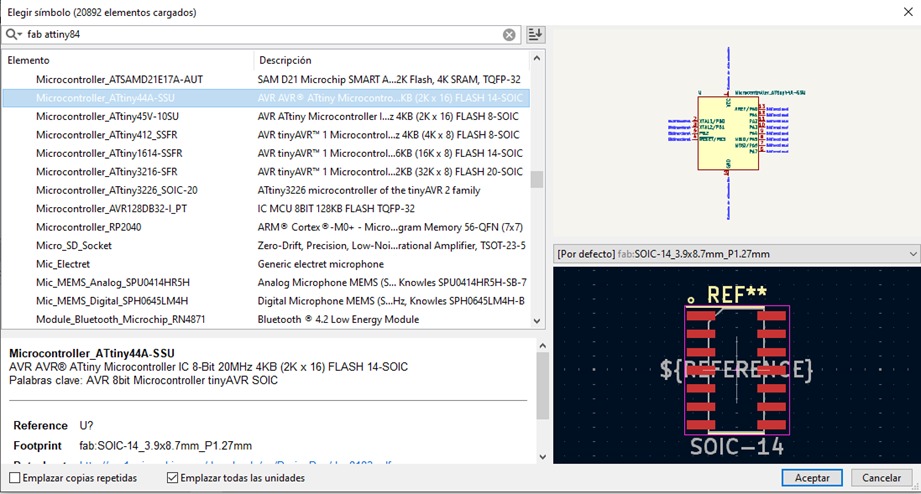 Elegir símbolo (20892 elementos cargados)
fab attiny84
Elemento Descripción
Microcontroller_ATSAMD21E17A-AUT SAM D21 Microchip SMART A...2K Flash, 4K SRAM, TQFP-32
Microcontroller_ATtiny44A-SSU AVR AVR® ATtiny Microcontro...KB (2K x 16) FLASH 14-SOIC
Microcontroller_ATtiny45V-10SU AVR ATtiny Microcontroller I...z 4KB (2K x 16) FLASH 8-SOIC
Microcontroller_ATtiny412_SSFR AVR tinyAVR™ 1 Microcontrol...z 4KB (4K x 8) FLASH 8-SOIC
Microcontroller_ATtiny1614-SSFR AVR tinyAVR™ 1 Microcontrol...6KB (16K x 8) FLASH 14-SOIC
Microcontroller_ATtiny3216-SFR AVR tinyAVR™ 1 Microcontrol...2KB (32K x 8) FLASH 20-SOIC
Microcontroller_ATtiny3226_SOIC-20 ATtiny3226 microcontroller of the tinyAVR 2 family
Microcontroller_AVR128DB32-I_PT IC MCU 8BIT 128KB FLASH TQFP-32
Microcontroller_RP2040 ARM® Cortex®-M0+ - Micro...gram Memory 56-QFN (7x7)
Micro_SD_Socket Zero-Drift, Precision, Low-Noi...rational Amplifier, TSOT-23-5
Mic_Electret Generic electret microphone
Mic_MEMS_Analog_SPU0414HR5H Analog Microphone MEMS (S... Knowles SPU0414HR5H-SB-7
Mic_MEMS_Digital_SPH0645LM4H Digital Microphone MEMS (S...Hz, Knowles SPH0645LM4H-B
Module_Bluetooth_Microchip_RN4871 Bluetooth® 4.2 Low Energy Module
Microcontroller_ATtiny44A-SSU
AVR AVR® ATtiny Microcontroller IC 8-Bit 20MHz 4KB (2K x 16) FLASH 14-SOIC
Palabras clave: AVR 8bit Microcontroller tinyAVR SOIC
Reference U?
Footprint fab:SOIC-14_3.9x8.7mm_P1.27mm
[Por defecto] fab:SOIC-14_3.9x8.7mm_P1.27mm
REF**
${REFERENCE}
SOIC-14
Emplazar copias repetidas
Emplazar todas las unidades
Aceptar
Cancelar